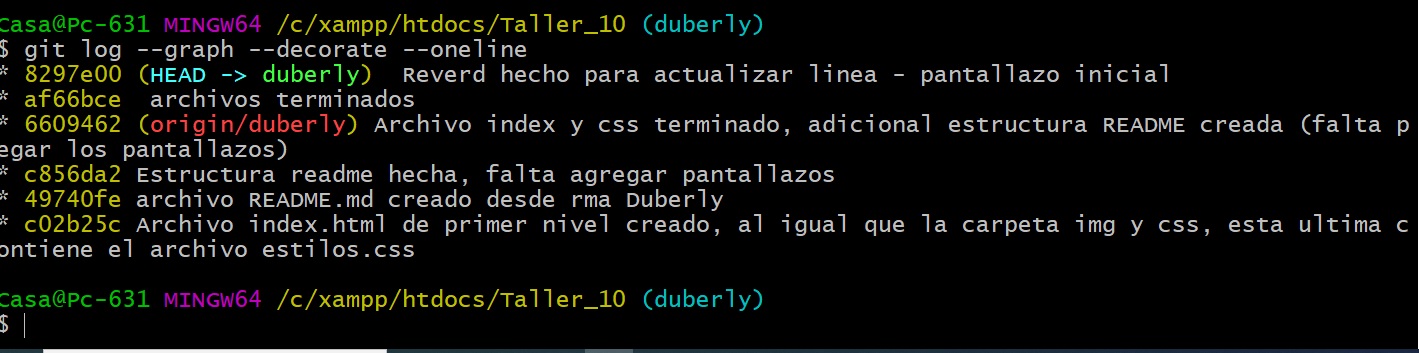 Casa@Pc-631 MINGW64 /c/xampp/htdocs/Taller_10 (duberly)
$ git log --graph --decorate --oneline
* 8297e00 (HEAD -> duberly)  Reverd hecho para actualizar linea - pantallazo inicial
* af66bce  archivos terminados
* 6609462 (origin/duberly) Archivo index y css terminado, adicional estructura README creada (falta p
egar los pantallazos)
* c856da2 Estructura readme hecha, falta agregar pantallazos
* 49740fe archivo README.md creado desde rma Duberly
* c02b25c Archivo index.html de primer nivel creado, al igual que la carpeta img y css, esta ultima c
ontiene el archivo estilos.css
Casa@Pc-631 MINGW64 /c/xampp/htdocs/Taller_10 (duberly)
$